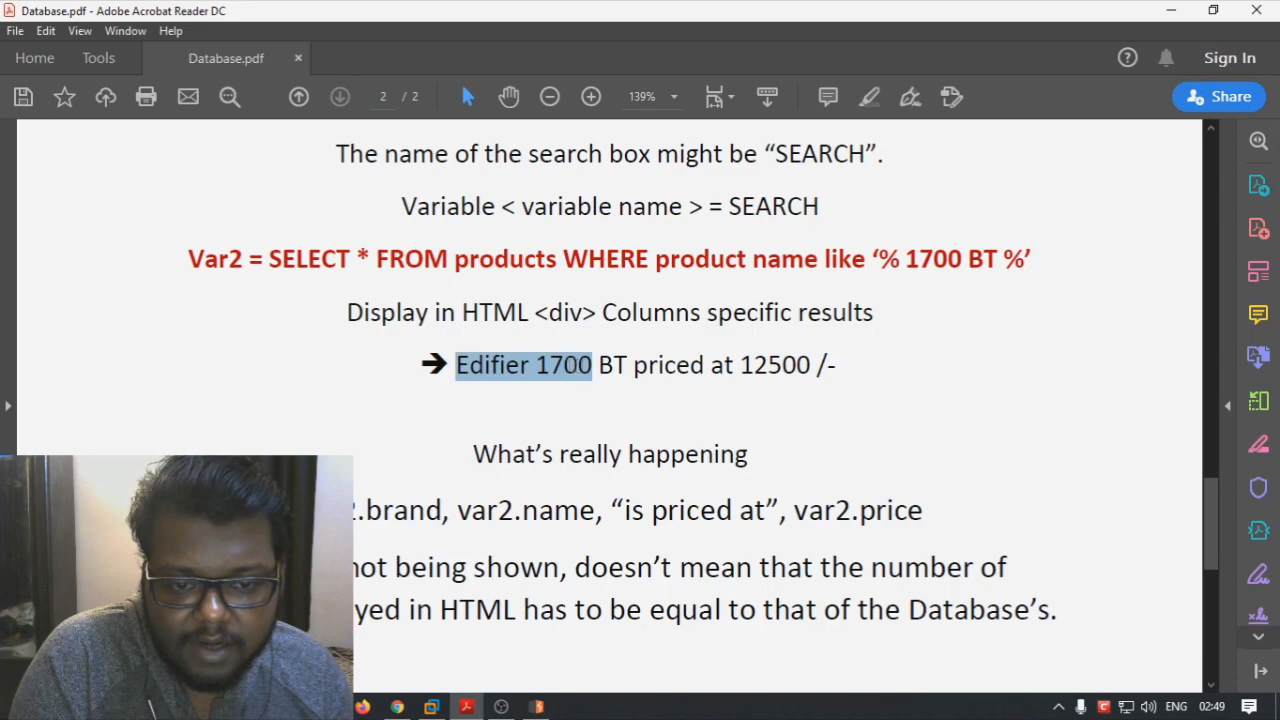 Database.pdf - Adobe Acrobat Reader DC
File Edit View Window Help
Home Tools Database.pdf × Sign In
2 / 2 139% Share
The name of the search box might be “SEARCH”.
Variable < variable name > = SEARCH
Var2 = SELECT * FROM products WHERE product name like ‘% 1700 BT %’
Display in HTML <div> Columns specific results
➔ Edifier 1700 BT priced at 12500 /-
What’s really happening
2.brand, var2.name, “is priced at”, var2.price
not being shown, doesn’t mean that the number of
yed in HTML has to be equal to that of the Database’s.
ENG 02:49